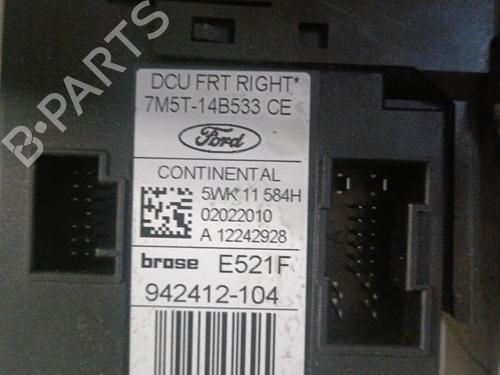 DCU FRT RIGHT*
7M5T-14B533 CE
Ford
CONTINENTAL
5WK 11 584H
02022010
A 12242928
brose E521F
942412-104
B-PARTS